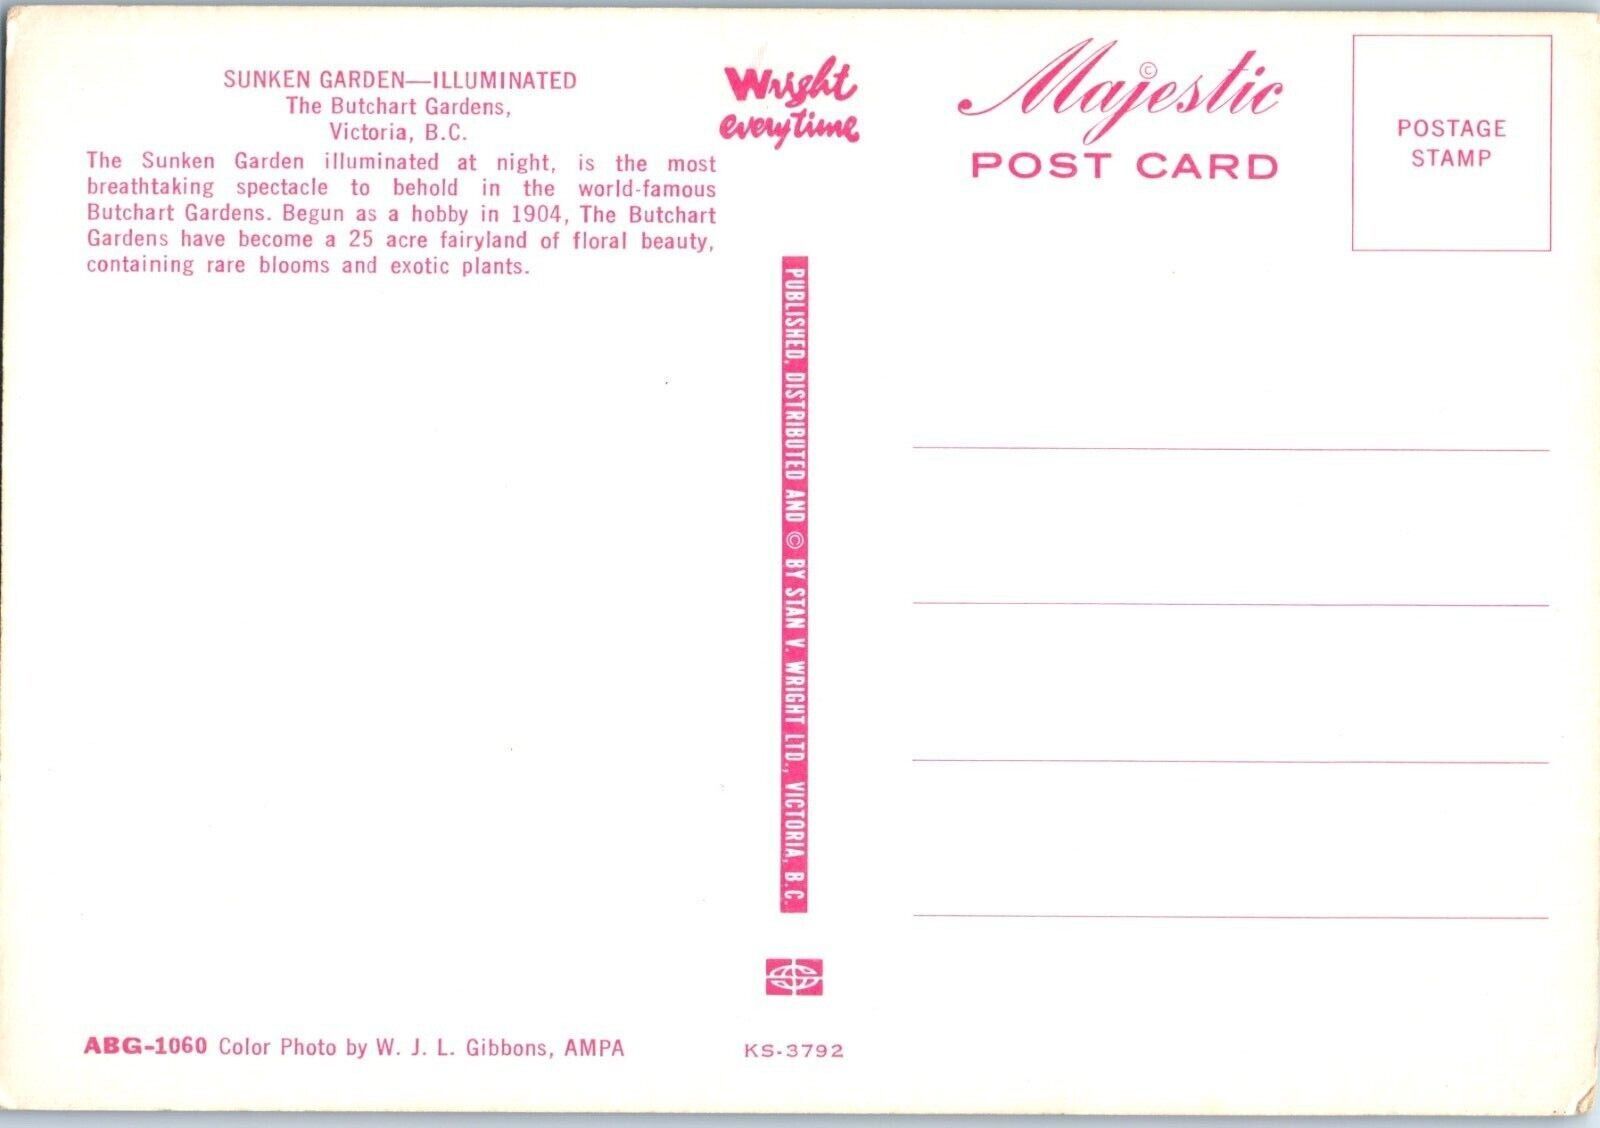 SUNKEN GARDEN—ILLUMINATED
The Butchart Gardens,
Victoria, B.C.
The Sunken Garden illuminated at night, is the most
breathtaking spectacle to behold in the world-famous
Butchart Gardens. Begun as a hobby in 1904, The Butchart
Gardens have become a 25 acre fairyland of floral beauty,
containing rare blooms and exotic plants.
Wright
everytime
Majestic ©
POST CARD
POSTAGE
STAMP
PUBLISHED, DISTRIBUTED AND © BY STAN V. WRIGHT LTD., VICTORIA, B.C.
ABG-1060 Color Photo by W. J. L. Gibbons, AMPA
KS-3792